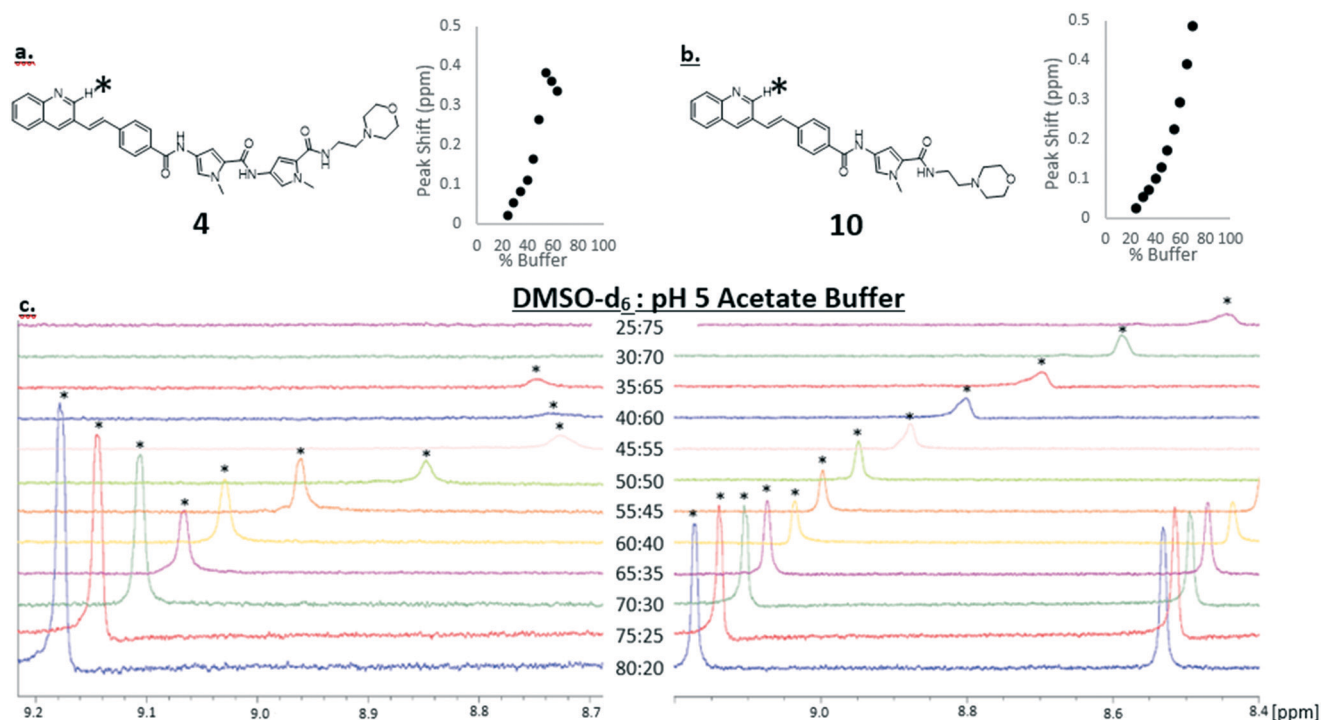 a.
H*
N
H
N
O
O
HN
N
O
N
H
N
O
N
4
Peak Shift (ppm)
0.5
0.4
0.3
0.2
0.1
0
0 20 40 60 80 100
% Buffer
b.
H*
N
H
N
O
N
O
HN
N
O
10
Peak Shift (ppm)
0.5
0.4
0.3
0.2
0.1
0
0 20 40 60 80 100
% Buffer
c.
DMSO-d6 : pH 5 Acetate Buffer
25:75
30:70
35:65
40:60
45:55
50:50
55:45
60:40
65:35
70:30
75:25
80:20
9.2 9.1 9.0 8.9 8.8 8.7
9.0 8.8 8.6 8.4 [ppm]